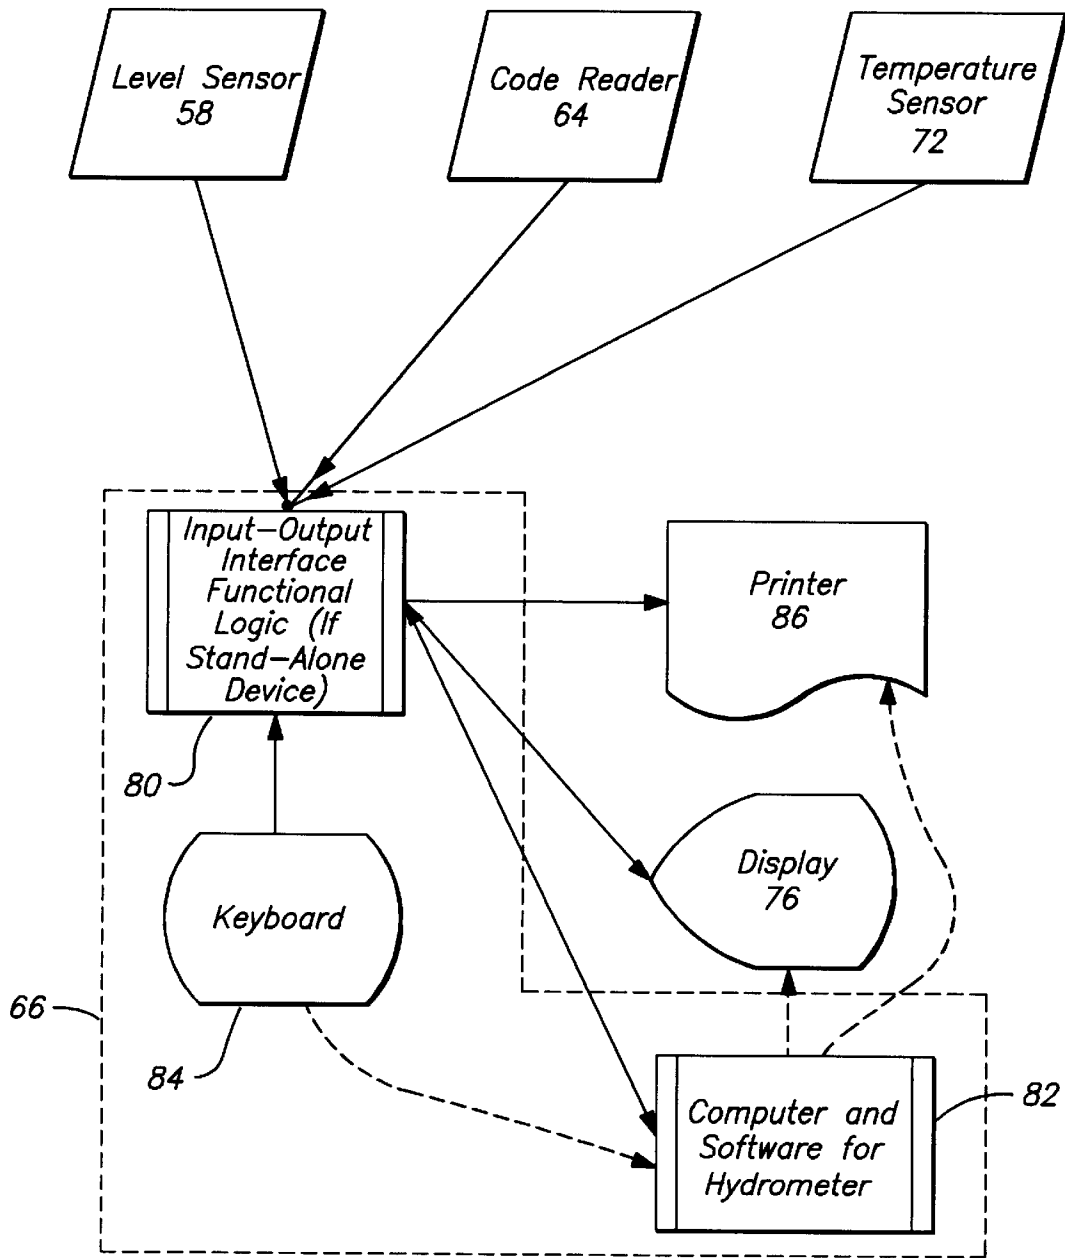 Level Sensor
58
Code Reader
64
Temperature
Sensor
72
Input-Output
Interface
Functional
Logic (If
Stand-Alone
Device)
80
Printer
86
Display
76
Keyboard
84
66
Computer and
Software for
Hydrometer
82